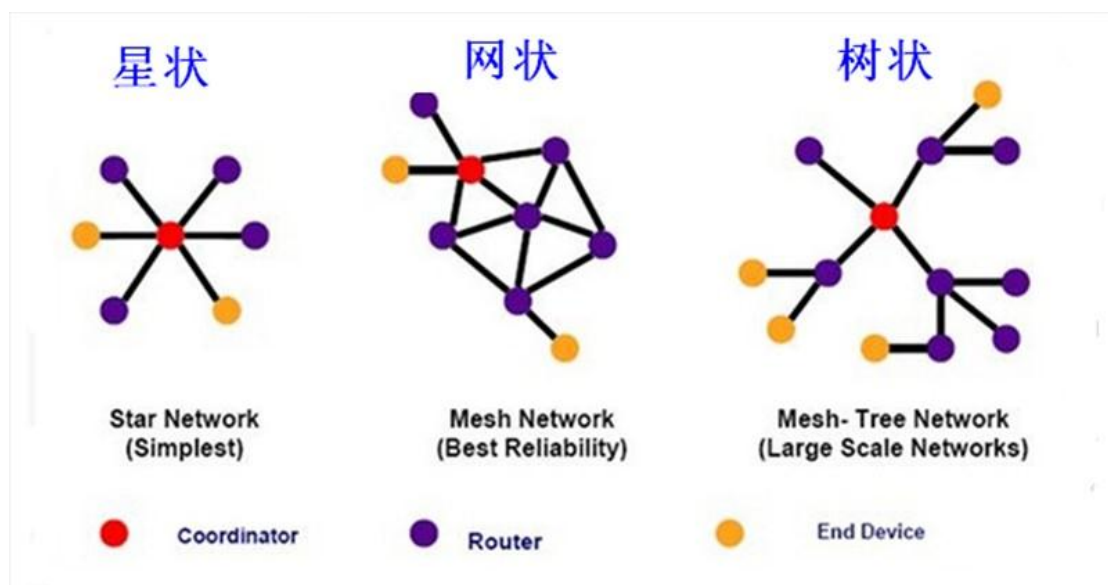 星状
网状
树状
Star Network
(Simplest)
Mesh Network
(Best Reliability)
Mesh- Tree Network
(Large Scale Networks)
Coordinator
Router
End Device